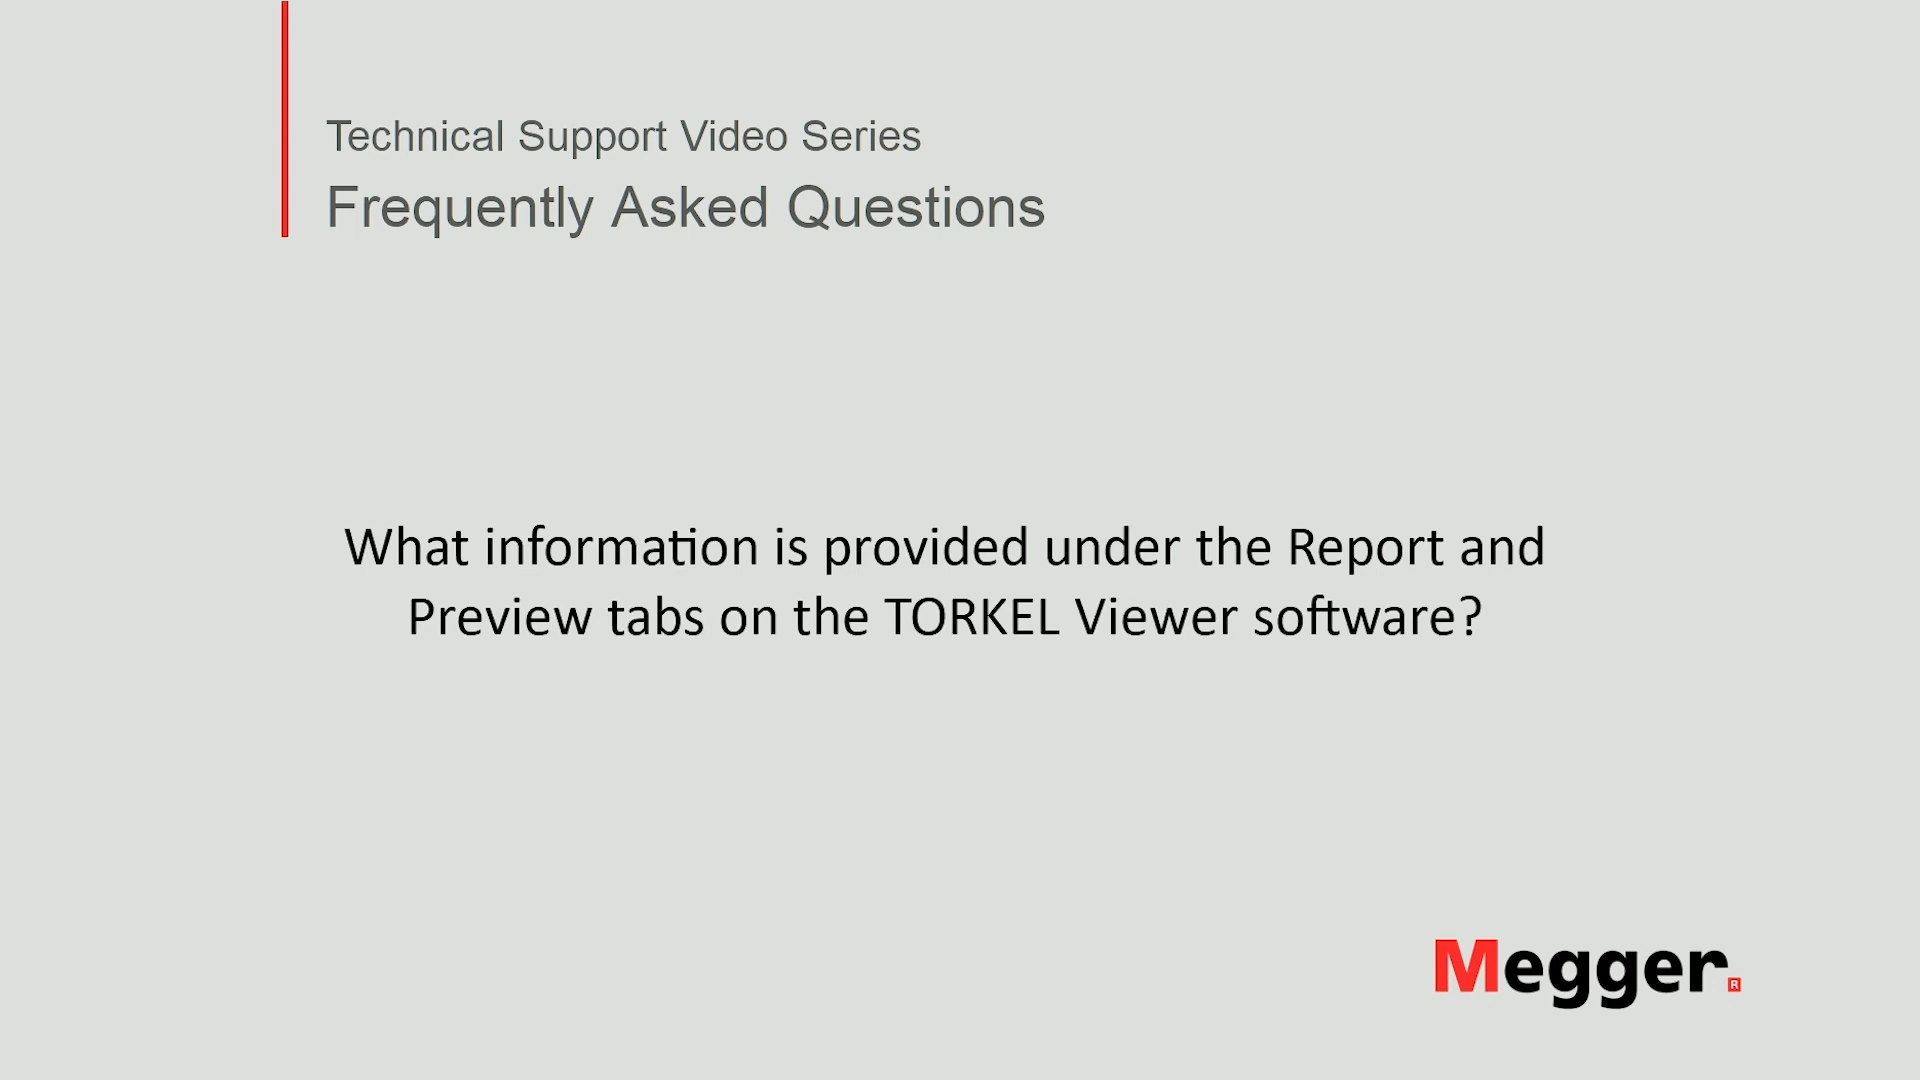 Technical Support Video Series
Frequently Asked Questions
What information is provided under the Report and
Preview tabs on the TORKEL Viewer software?
Megger®